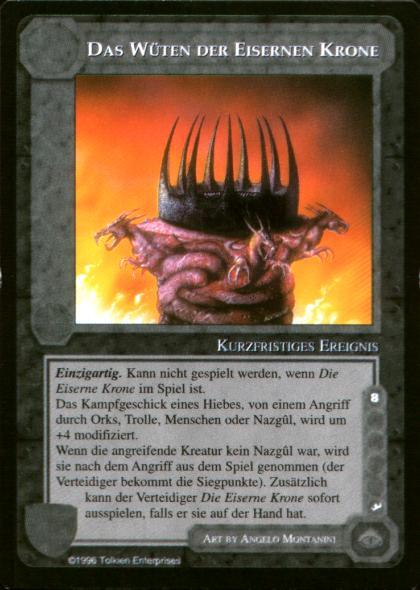 DAS WÜTEN DER EISERNEN KRONE
KURZFRISTIGES EREIGNIS
Einzigartig. Kann nicht gespielt werden, wenn Die
Eiserne Krone im Spiel ist.
Das Kampfgeschick eines Hiebes, von einem Angriff
durch Orks, Trolle, Menschen oder Nazgûl, wird um
+4 modifiziert.
Wenn die angreifende Kreatur kein Nazgûl war, wird
sie nach dem Angriff aus dem Spiel genommen (der
Verteidiger bekommt die Siegpunkte). Zusätzlich
kann der Verteidiger Die Eiserne Krone sofort
ausspielen, falls er sie auf der Hand hat.
8
ART BY ANGELO MONTANINI
©1996 Tolkien Enterprises